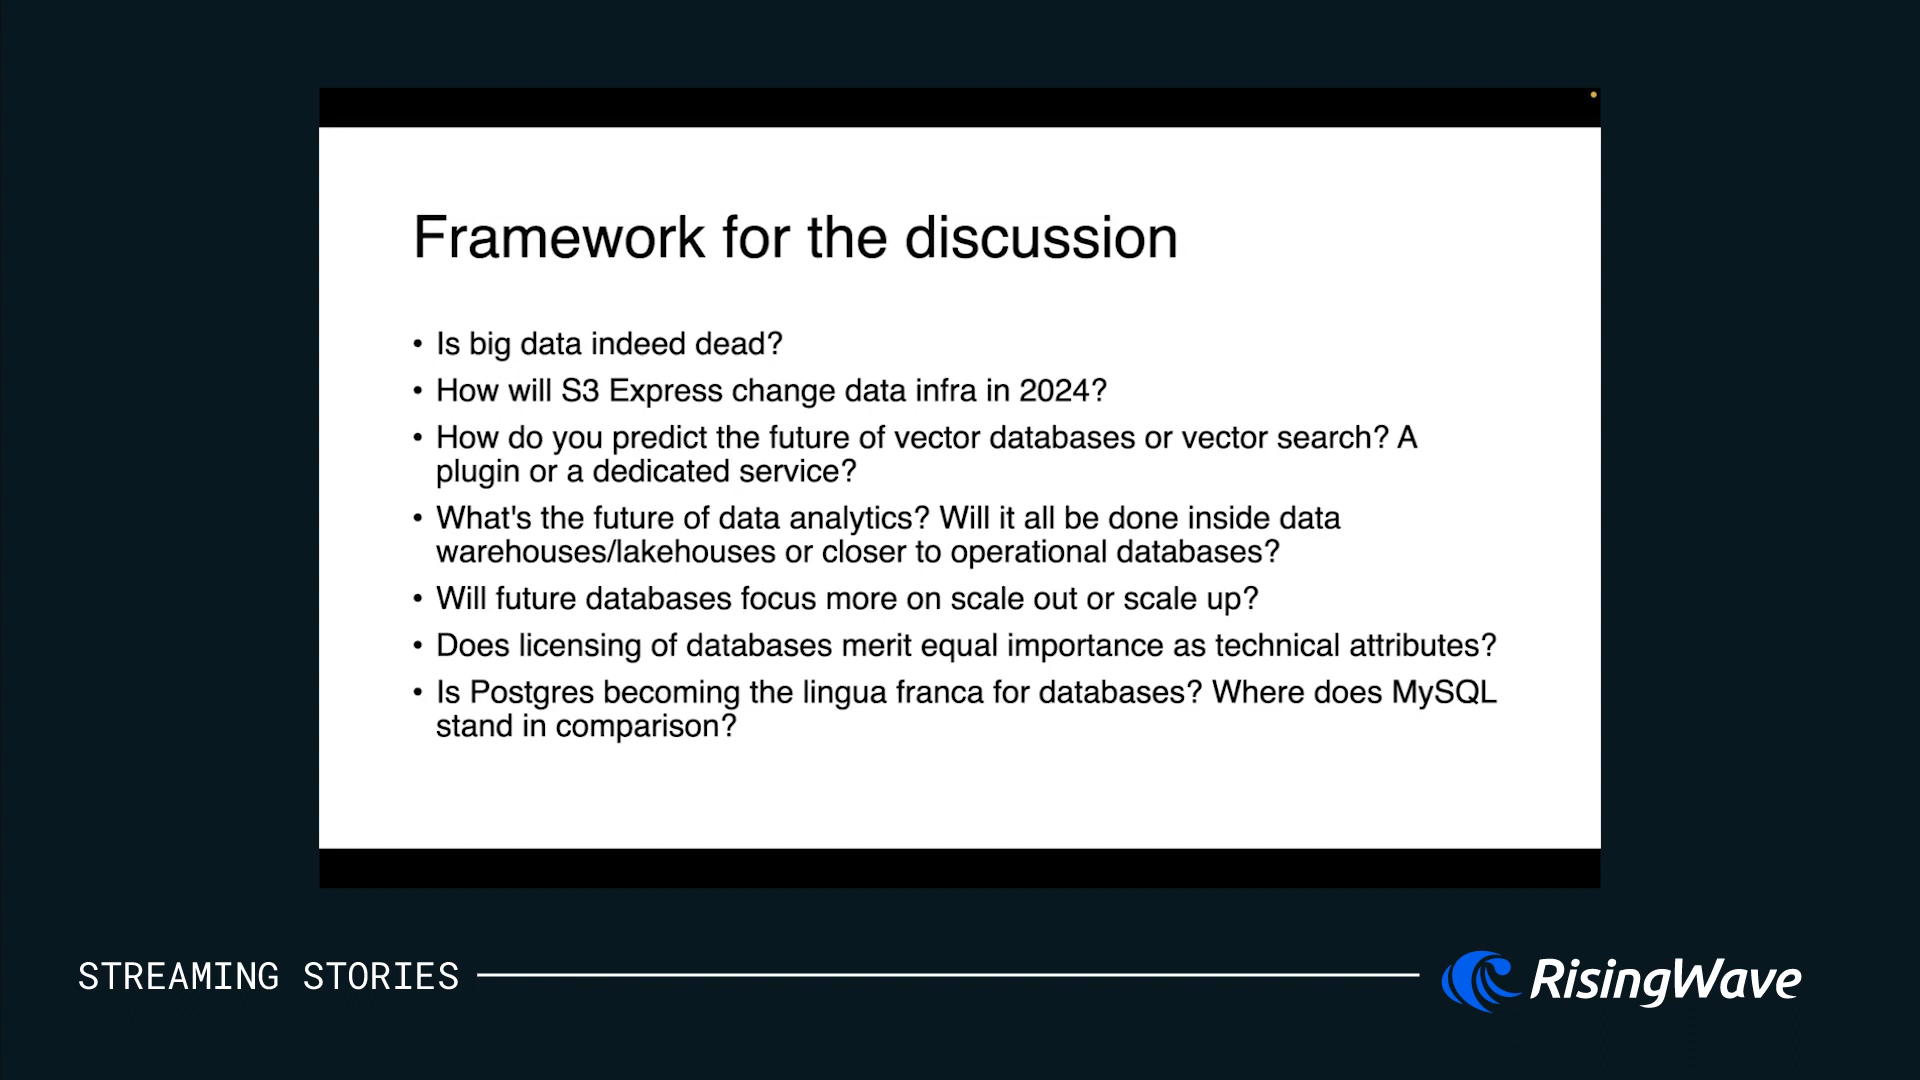 Framework for the discussion
• Is big data indeed dead?
• How will S3 Express change data infra in 2024?
• How do you predict the future of vector databases or vector search? A
plugin or a dedicated service?
• What's the future of data analytics? Will it all be done inside data
warehouses/lakehouses or closer to operational databases?
• Will future databases focus more on scale out or scale up?
• Does licensing of databases merit equal importance as technical attributes?
• Is Postgres becoming the lingua franca for databases? Where does MySQL
stand in comparison?
STREAMING STORIES
RisingWave